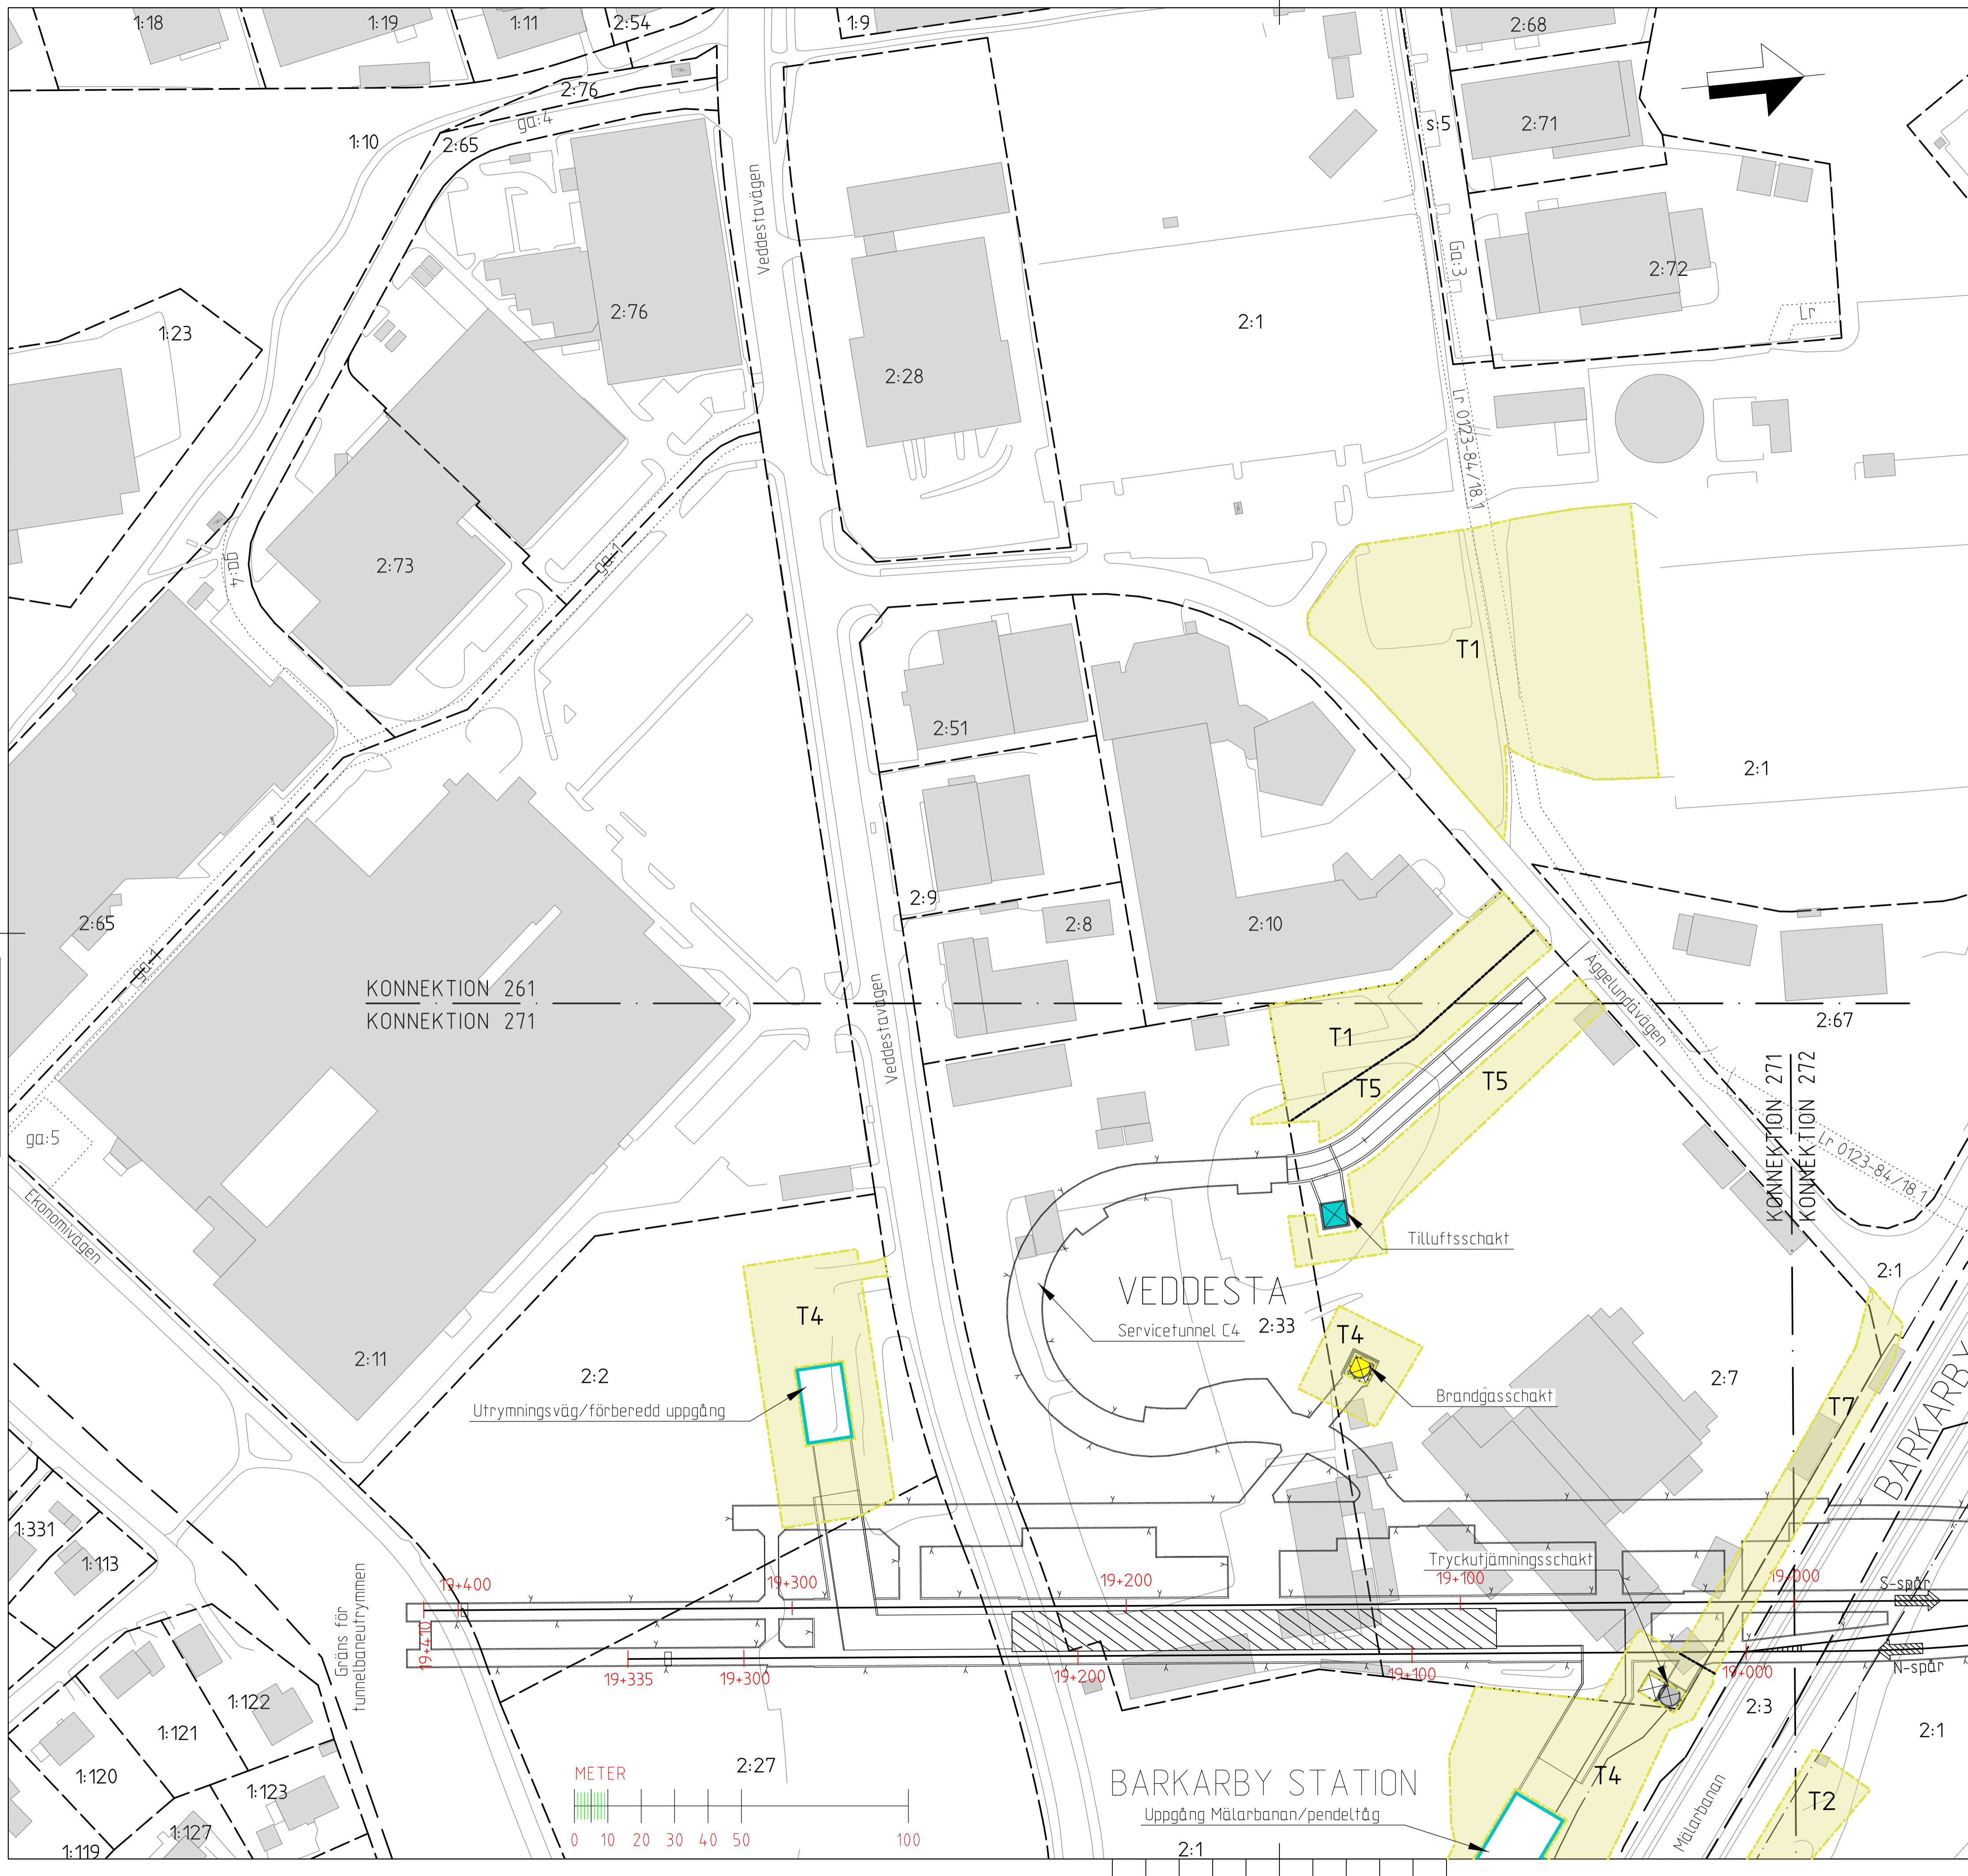 1:18
1:19
1:11
2:54
1:9
2:68
2:76
ga:4
1:10
2:65
s:5
2:71
Veddestavägen
Ga:3
2:72
2:76
Lr
1:23
2:1
2:28
Lr 0123-84/18.1
ga:4
2:73
ga:1
T1
2:51
2:1
2:9
2:8
2:10
2:65
ga:1
KONNEKTION 261
KONNEKTION 271
Veddestavägen
Äggelundavägen
2:67
T1
T5
T5
KONNEKTION 271
KONNEKTION 272
ga:5
Lr 0123-84/18.1
Ekonomivägen
Tilluftsschakt
2:1
VEDDESTA
2:33
Servicetunnel C4
T4
T4
2:11
2:2
2:7
Brandgasschakt
T7
Utrymningsväg/förberedd uppgång
BARKARBY
1:331
1:113
Tryckutjämningsschakt
19+400
19+300
19+200
19+100
19+000
S-spår
19+410
19+335
19+300
19+200
19+100
19+000
N-spår
Gräns för
tunnelbaneutrymmen
1:122
1:121
2:3
2:1
1:120
1:123
2:27
METER
0 10 20 30 40 50 100
BARKARBY STATION
Uppgång Mälarbanan/pendeltåg
T4
T2
Mälarbanan
1:127
1:119
2:1